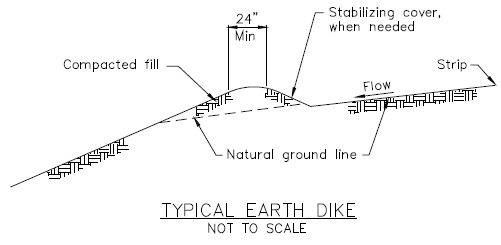 24"
Min
Stabilizing cover,
when needed
Compacted fill
Strip
Flow
Natural ground line
TYPICAL EARTH DIKE
NOT TO SCALE